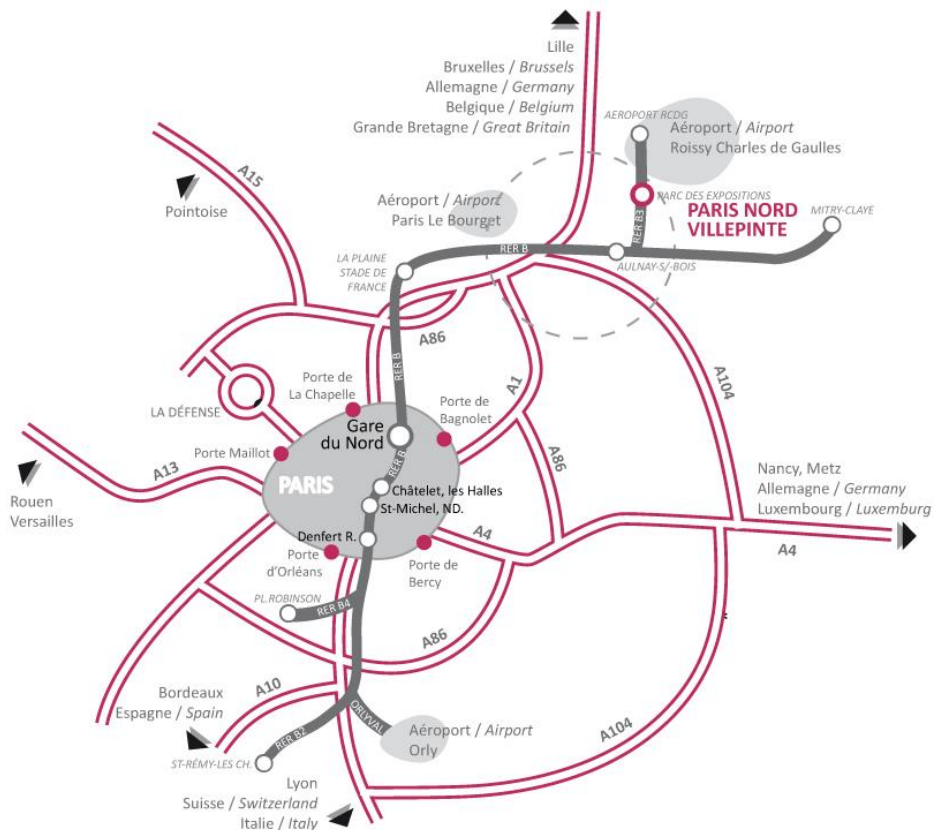 Lille
Bruxelles / Brussels
Allemagne / Germany
Belgique / Belgium
Grande Bretagne / Great Britain
AEROPORT RCDG
Aéroport / Airport
Roissy Charles de Gaulles
A15
Pointoise
Aéroport / Airport
Paris Le Bourget
PARC DES EXPOSITIONS
PARIS NORD
VILLEPINTE
MITRY-CLAYE
RER B3
RER B
AULNAY-S/-BOIS
LA PLAINE
STADE DE
FRANCE
A86
RER B
A1
A104
Porte de
La Chapelle
LA DÉFENSE
Porte de
Bagnolet
Gare
du Nord
Porte Maillot
A13
RER B
A86
Rouen
Versailles
PARIS
Châtelet, les Halles
St-Michel, ND.
Nancy, Metz
Allemagne / Germany
Luxembourg / Luxemburg
Denfert R.
A4
A4
Porte
d'Orléans
Porte de
Bercy
PL.ROBINSON
RER B4
A86
A10
Bordeaux
Espagne / Spain
ORLYVAL
Aéroport / Airport
Orly
A104
RER B2
ST-RÉMY-LES CH.
Lyon
Suisse / Switzerland
Italie / Italy